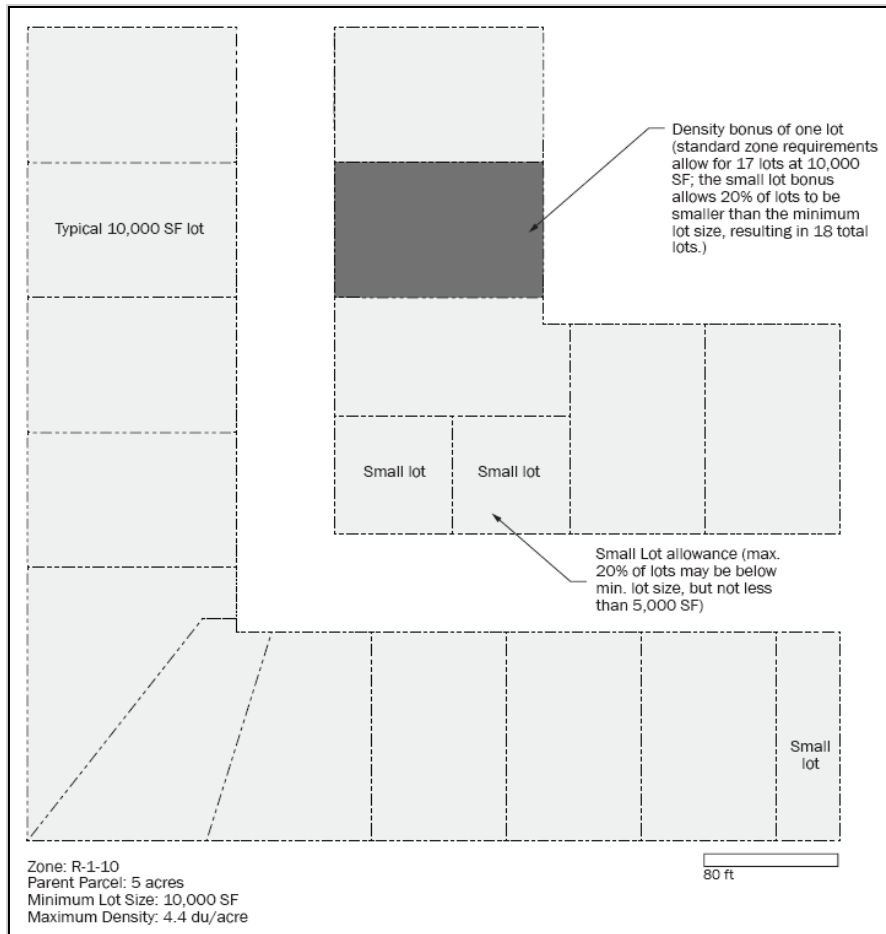 Density bonus of one lot
(standard zone requirements
allow for 17 lots at 10,000
SF; the small lot bonus
allows 20% of lots to be
smaller than the minimum
lot size, resulting in 18 total
lots.)
Typical 10,000 SF lot
Small lot
Small lot
Small Lot allowance (max.
20% of lots may be below
min. lot size, but not less
than 5,000 SF)
Small
lot
80 ft
Zone: R-1-10
Parent Parcel: 5 acres
Minimum Lot Size: 10,000 SF
Maximum Density: 4.4 du/acre